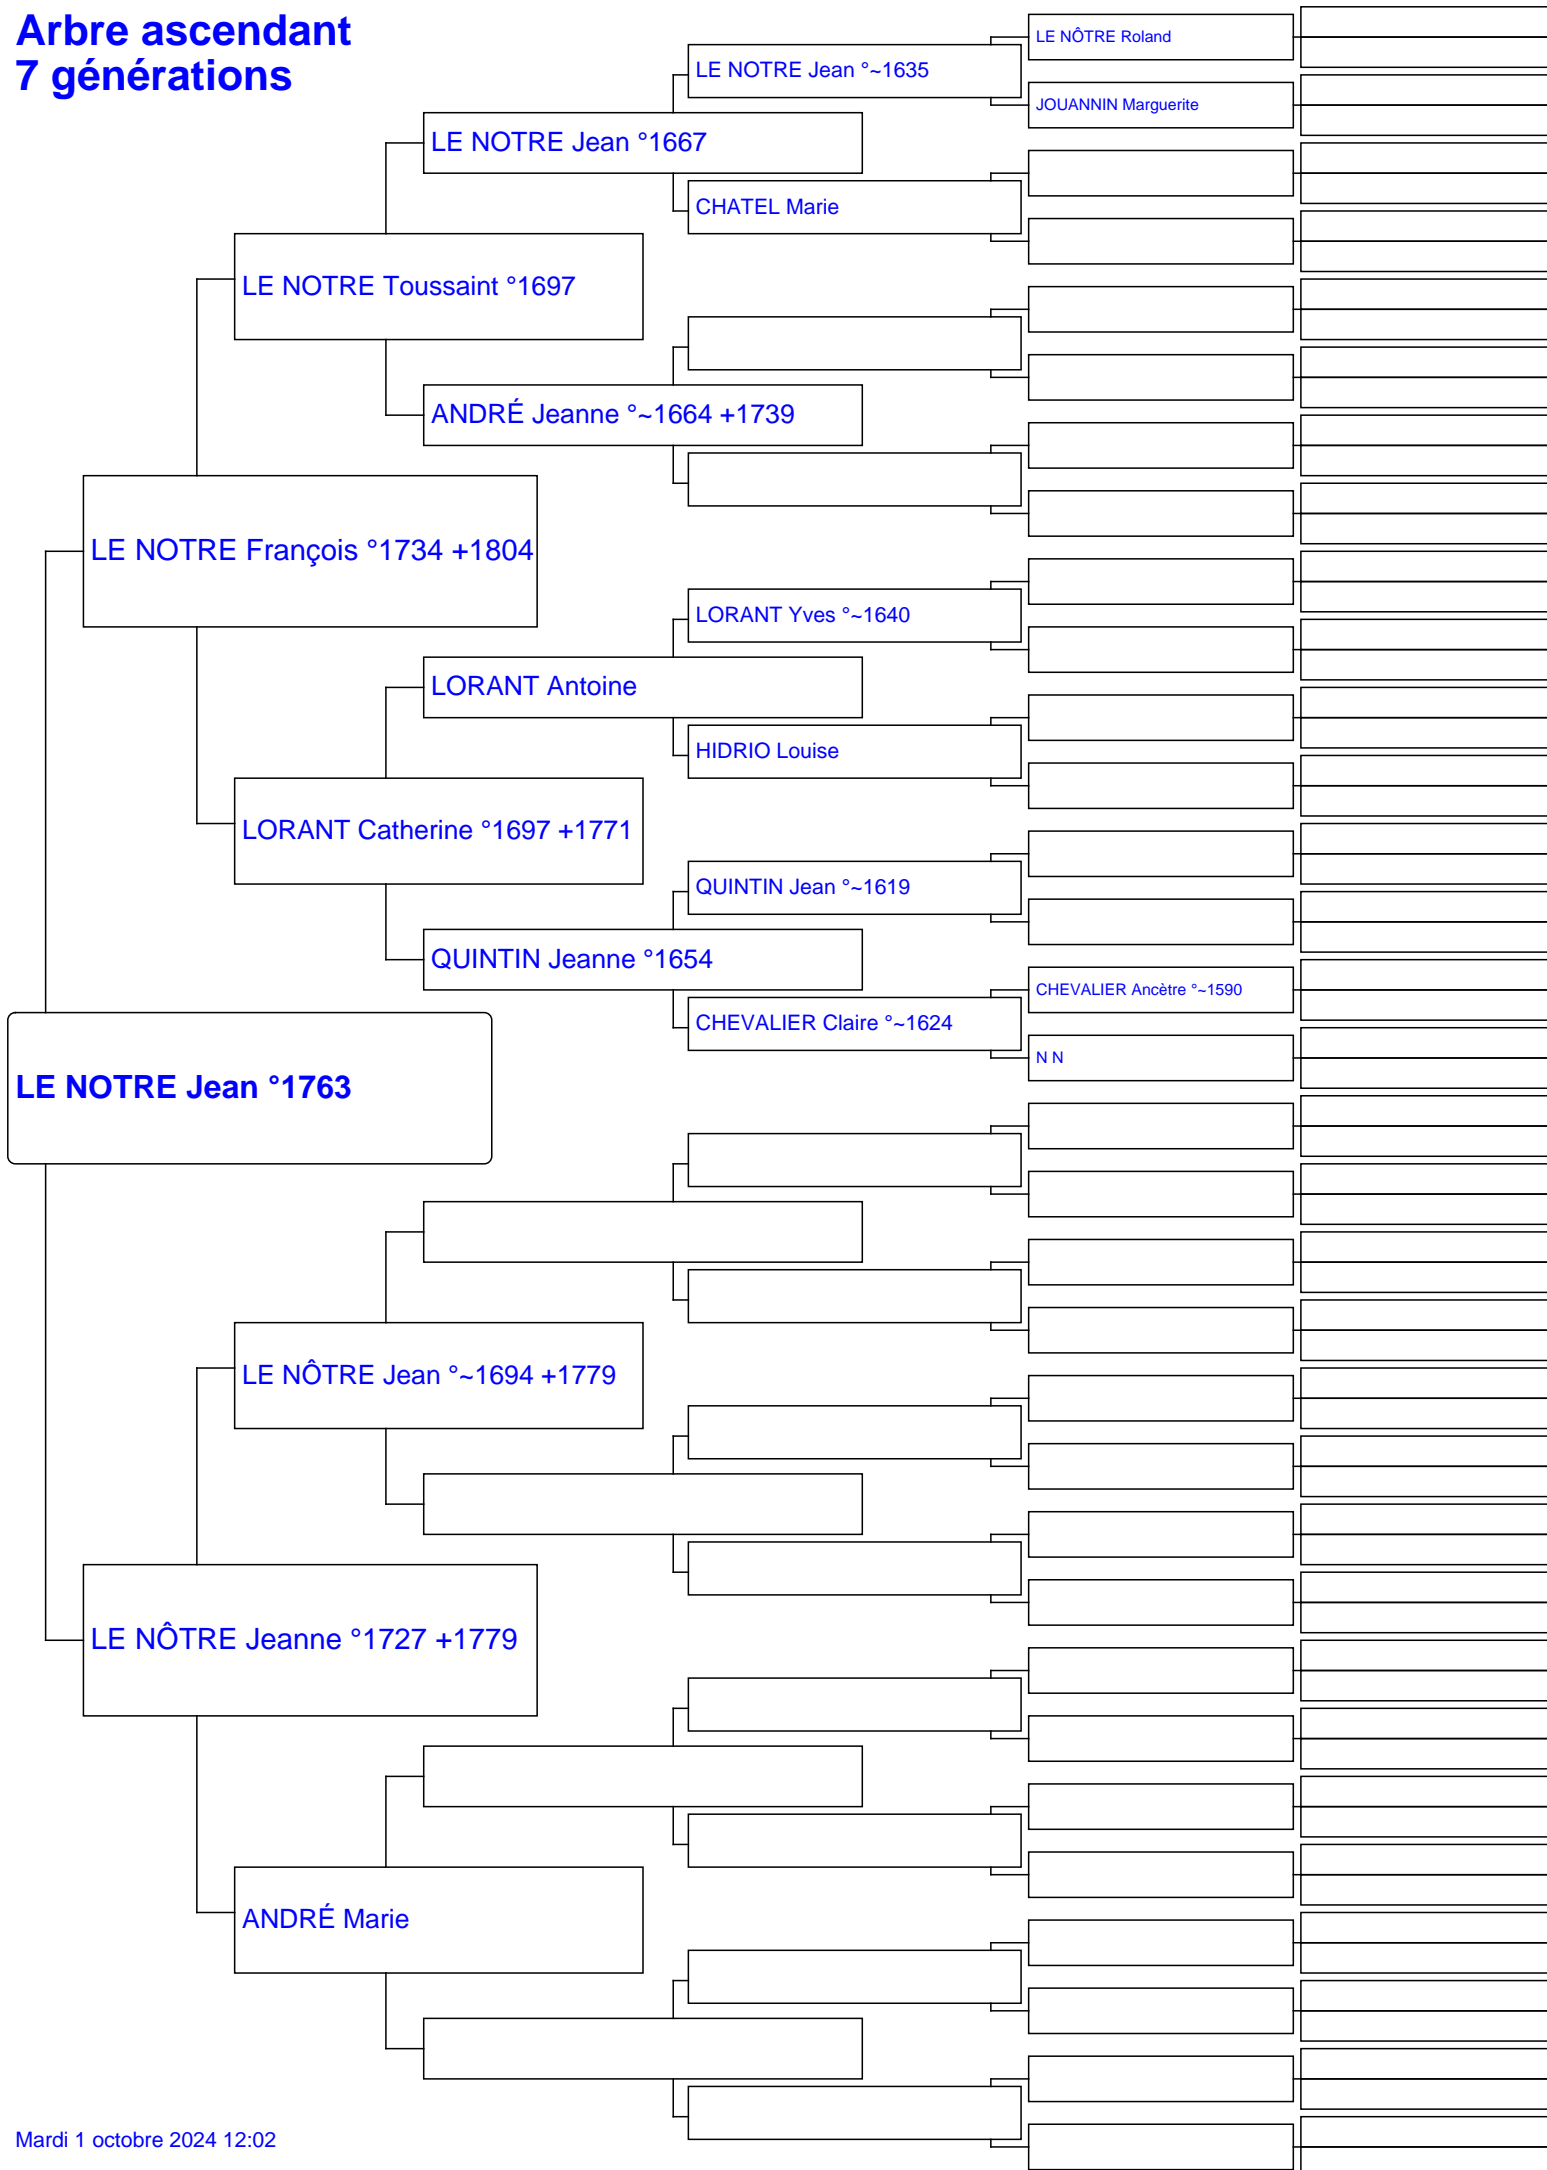 Arbre ascendant
7 générations
LE NÔTRE Roland
LE NOTRE Jean °~1635
JOUANNIN Marguerite
LE NOTRE Jean °1667
CHATEL Marie
LE NOTRE Toussaint °1697
ANDRÉ Jeanne °~1664 +1739
LE NOTRE François °1734 +1804
LORANT Yves °~1640
LORANT Antoine
HIDRIO Louise
LORANT Catherine °1697 +1771
QUINTIN Jean °~1619
QUINTIN Jeanne °1654
CHEVALIER Ancètre °~1590
CHEVALIER Claire °~1624
N N
LE NOTRE Jean °1763
LE NÔTRE Jean °~1694 +1779
LE NÔTRE Jeanne °1727 +1779
ANDRÉ Marie
Mardi 1 octobre 2024 12:02